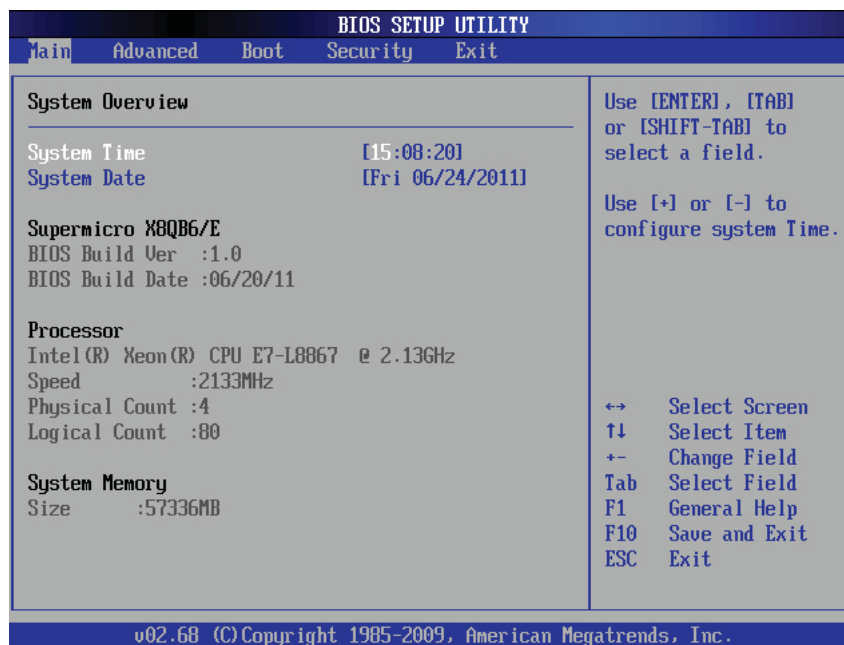 BIOS SETUP UTILITY
Main Advanced Boot Security Exit
System Overview
System Time [15:08:20]
System Date [Fri 06/24/2011]
Supermicro X8QB6/E
BIOS Build Ver :1.0
BIOS Build Date :06/20/11
Processor
Intel(R) Xeon(R) CPU E7-L8867 @ 2.13GHz
Speed :2133MHz
Physical Count :4
Logical Count :80
System Memory
Size :57336MB
Use [ENTER], [TAB]
or [SHIFT-TAB] to
select a field.
Use [+] or [-] to
configure system Time.
←→ Select Screen
↑↓ Select Item
+- Change Field
Tab Select Field
F1 General Help
F10 Save and Exit
ESC Exit
v02.68 (C)Copyright 1985-2009, American Megatrends, Inc.